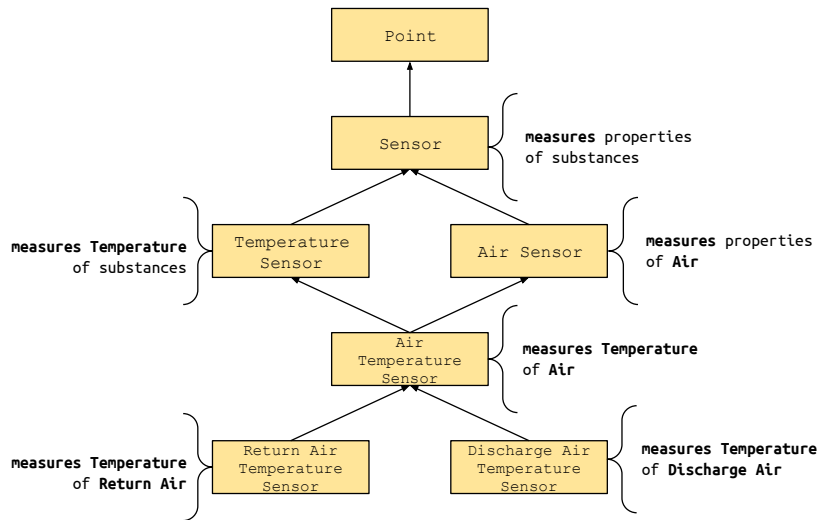 Point
Sensor
measures properties
of substances
measures Temperature
of substances
Temperature
Sensor
Air Sensor
measures properties
of Air
Air
Temperature
Sensor
measures Temperature
of Air
measures Temperature
of Return Air
Return Air
Temperature
Sensor
Discharge Air
Temperature
Sensor
measures Temperature
of Discharge Air